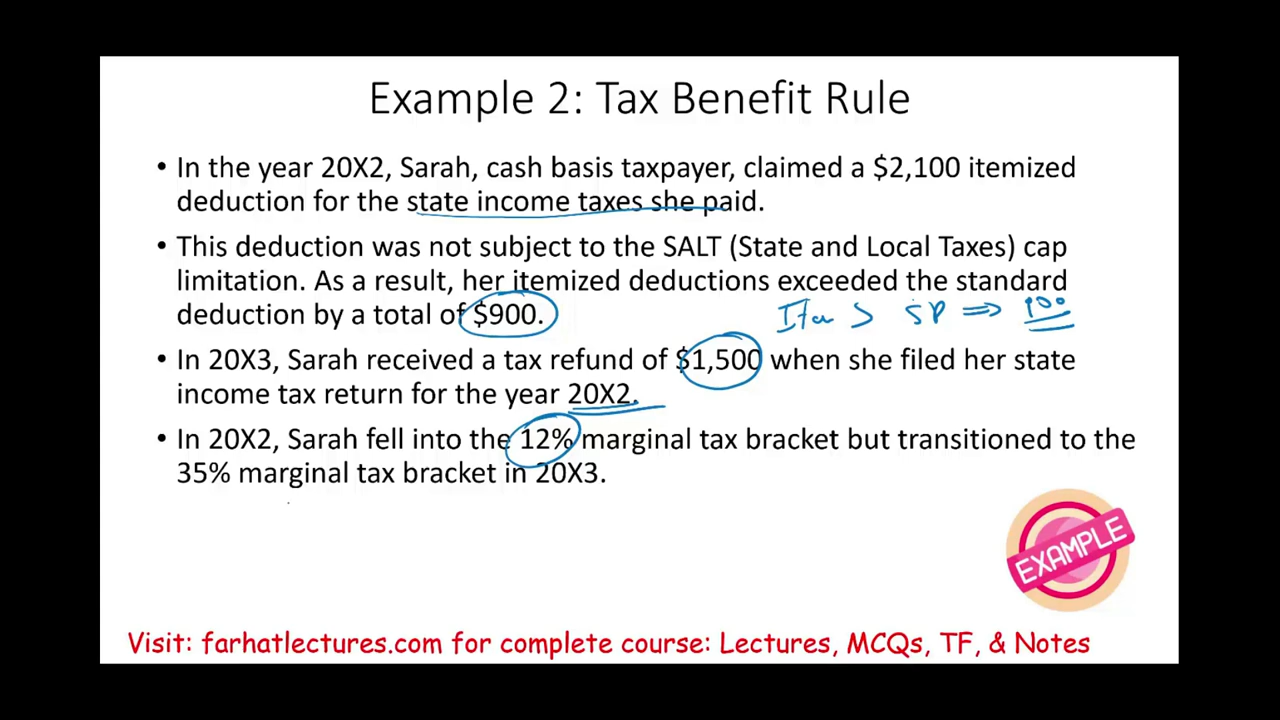 Example 2: Tax Benefit Rule
• In the year 20X2, Sarah, cash basis taxpayer, claimed a $2,100 itemized
deduction for the state income taxes she paid.
• This deduction was not subject to the SALT (State and Local Taxes) cap
limitation. As a result, her itemized deductions exceeded the standard
deduction by a total of $900.
• In 20X3, Sarah received a tax refund of $1,500 when she filed her state
income tax return for the year 20X2.
• In 20X2, Sarah fell into the 12% marginal tax bracket but transitioned to the
35% marginal tax bracket in 20X3.
EXAMPLE
Visit: farhatlectures.com for complete course: Lectures, MCQs, TF, & Notes